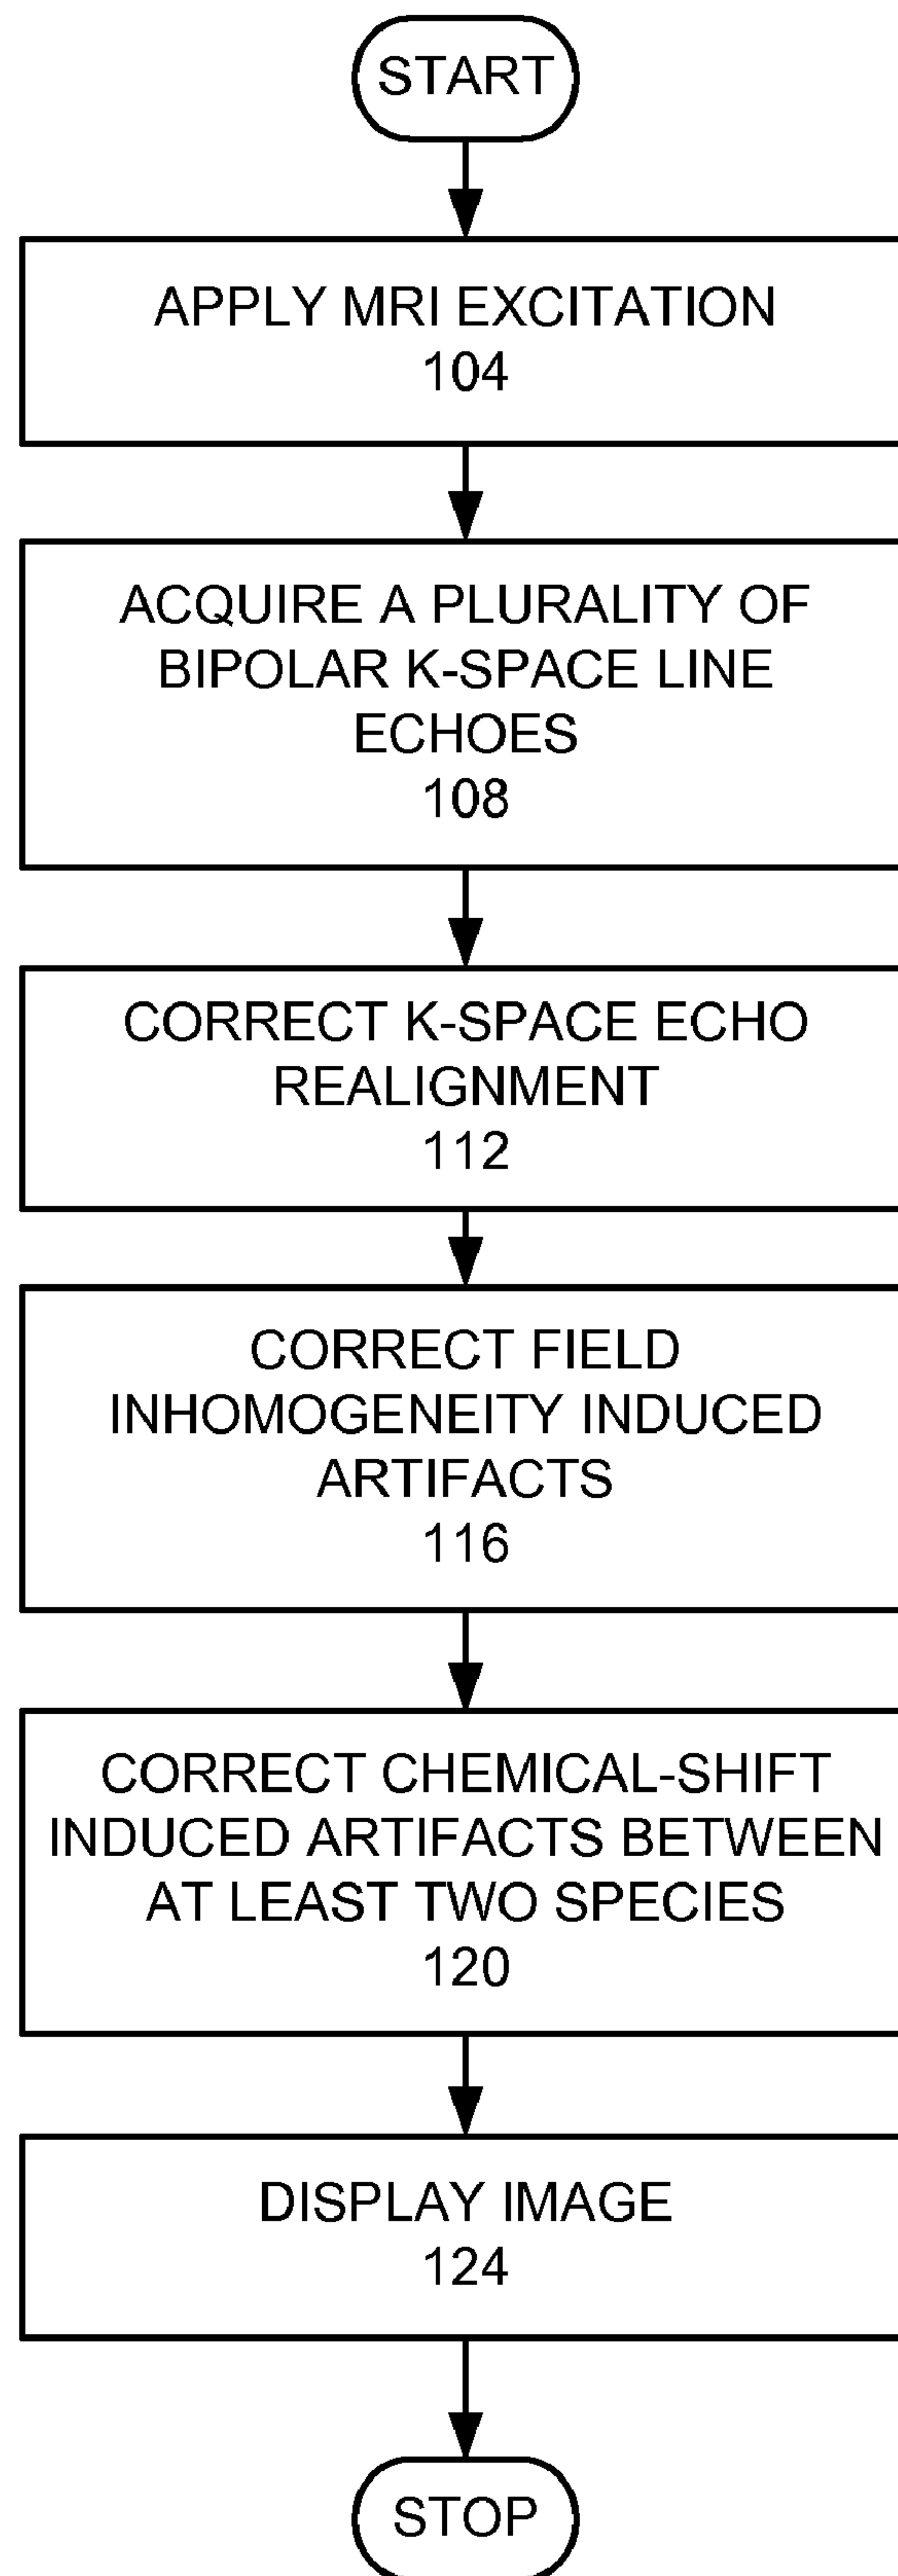 START
APPLY MRI EXCITATION
104
ACQUIRE A PLURALITY OF
BIPOLAR K-SPACE LINE
ECHOES
108
CORRECT K-SPACE ECHO
REALIGNMENT
112
CORRECT FIELD
INHOMOGENEITY INDUCED
ARTIFACTS
116
CORRECT CHEMICAL-SHIFT
INDUCED ARTIFACTS BETWEEN
AT LEAST TWO SPECIES
120
DISPLAY IMAGE
124
STOP